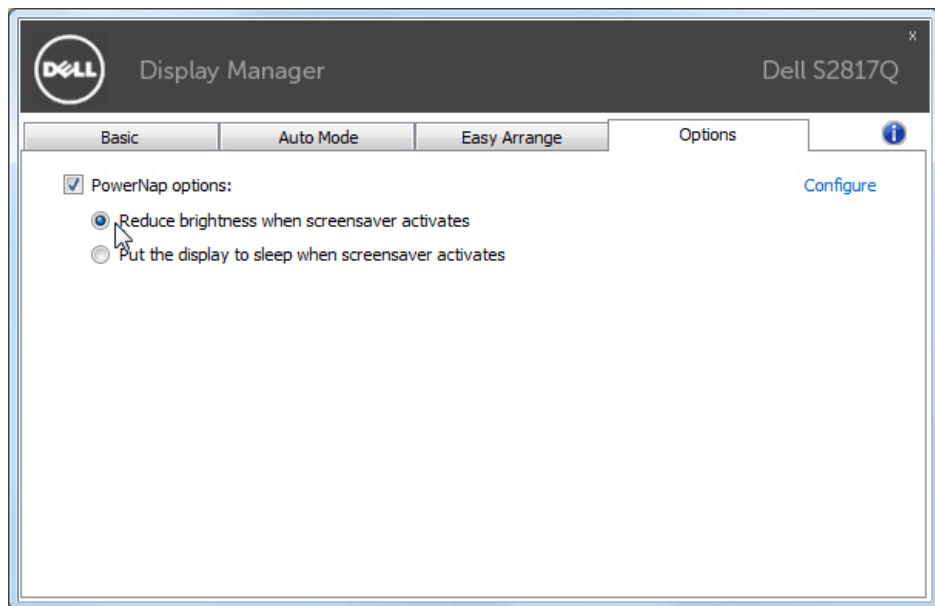 x
DELL
Display Manager
Dell S2817Q
Basic
Auto Mode
Easy Arrange
Options
i
PowerNap options:
Configure
Reduce brightness when screensaver activates
Put the display to sleep when screensaver activates